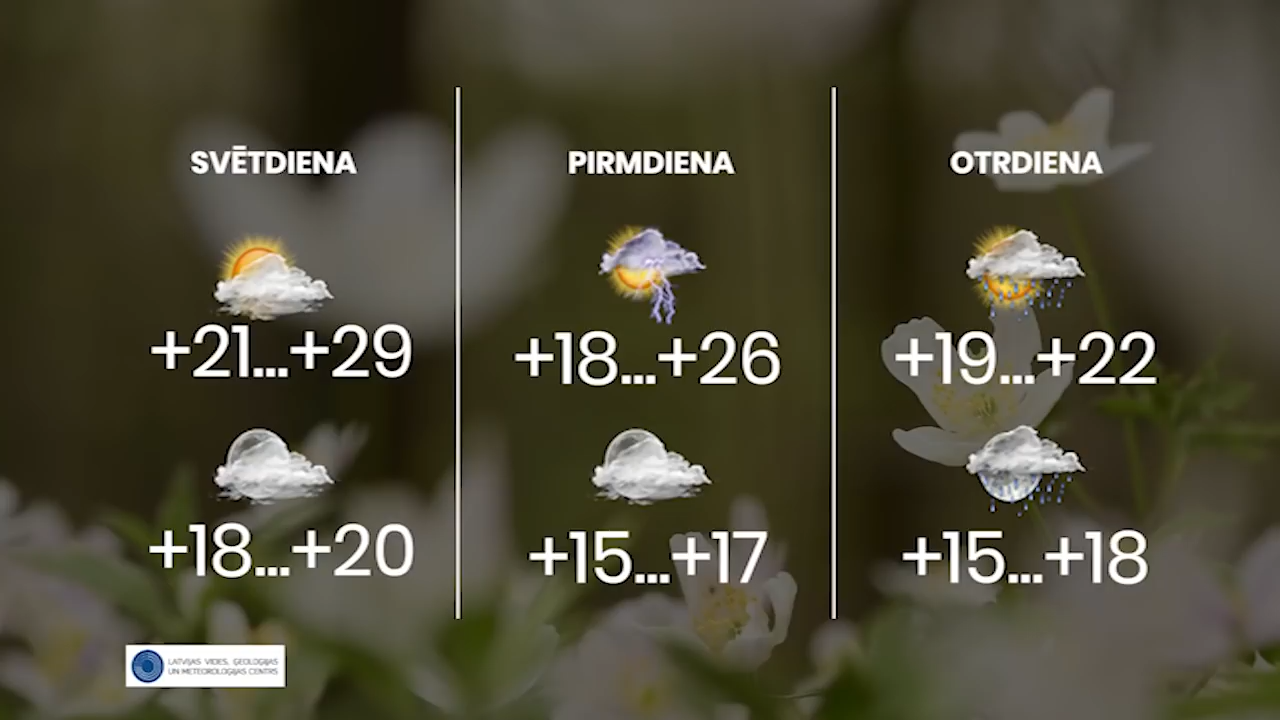 SVĒTDIENA
+21...+29
+18...+20
PIRMDIENA
+18...+26
+15...+17
OTRDIENA
+19...+22
+15...+18
LATVIJAS VIDES, ĢEOLOĢIJAS
UN METEOROLOĢIJAS CENTRS